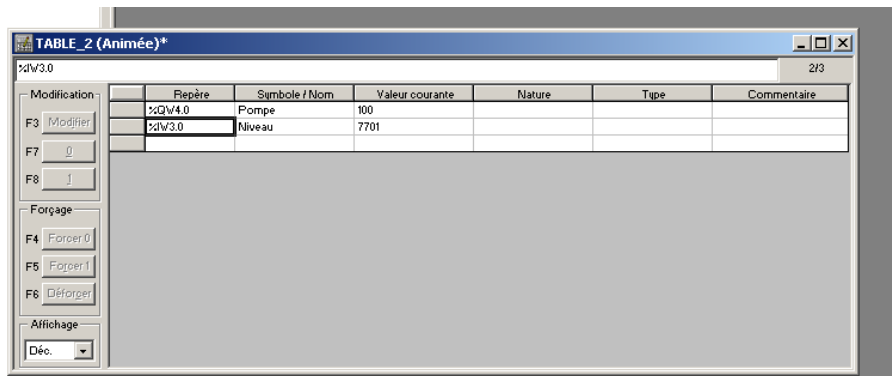 TABLE_2 (Animée)*
%IW3.0 2/3
Modification
F3 Modifier
F7 0
F8 1
Forçage
F4 Forcer 0
F5 Forcer 1
F6 Déforcer
Affichage
Déc.
Repère Symbole / Nom Valeur courante Nature Type Commentaire
%QW4.0 Pompe 100
%IW3.0 Niveau 7701